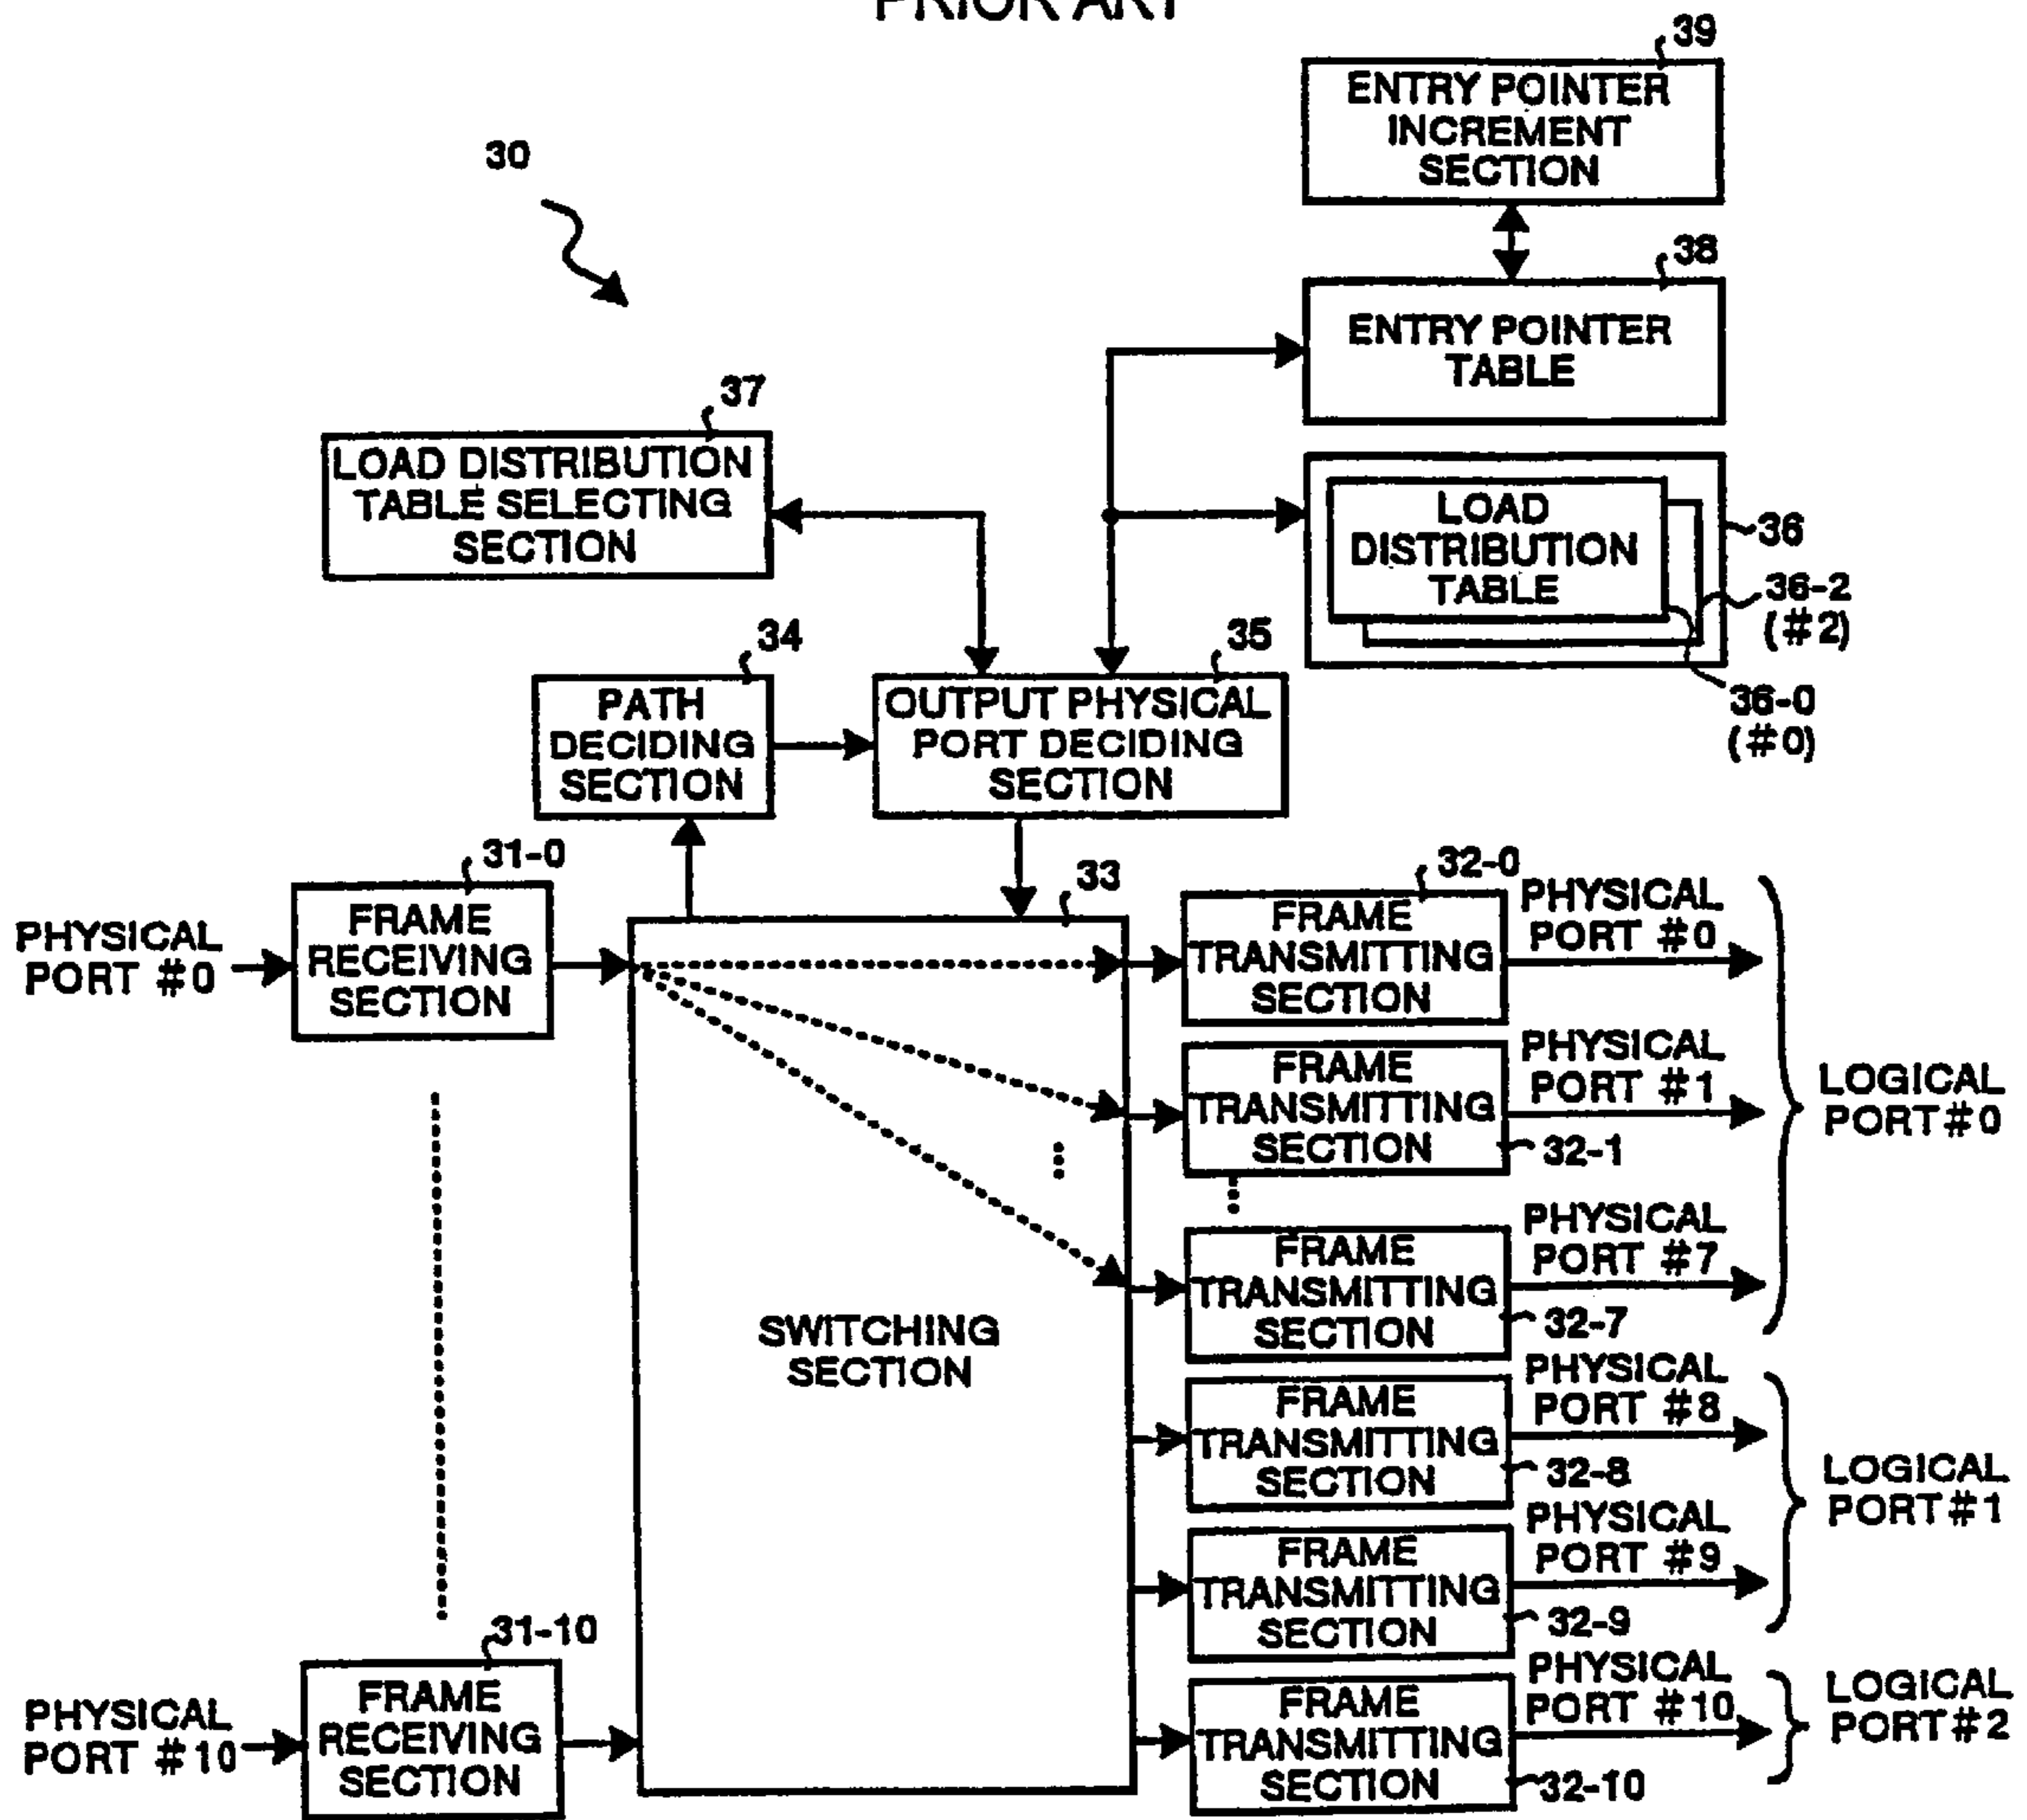 PRIOR ART
39
ENTRY POINTER
INCREMENT
SECTION
30
38
ENTRY POINTER
TABLE
37
LOAD DISTRIBUTION
TABLE SELECTING
SECTION
LOAD
DISTRIBUTION
TABLE
36
36-2
(#2)
36-0
(#0)
34
PATH
DECIDING
SECTION
35
OUTPUT PHYSICAL
PORT DECIDING
SECTION
31-0
PHYSICAL
PORT #0
FRAME
RECEIVING
SECTION
33
SWITCHING
SECTION
32-0
FRAME
TRANSMITTING
SECTION
PHYSICAL
PORT #0
FRAME
TRANSMITTING
SECTION
32-1
PHYSICAL
PORT #1
LOGICAL
PORT#0
FRAME
TRANSMITTING
SECTION
32-7
PHYSICAL
PORT #7
FRAME
TRANSMITTING
SECTION
32-8
PHYSICAL
PORT #8
LOGICAL
PORT#1
FRAME
TRANSMITTING
SECTION
32-9
PHYSICAL
PORT #9
31-10
PHYSICAL
PORT #10
FRAME
RECEIVING
SECTION
FRAME
TRANSMITTING
SECTION
32-10
PHYSICAL
PORT #10
LOGICAL
PORT#2